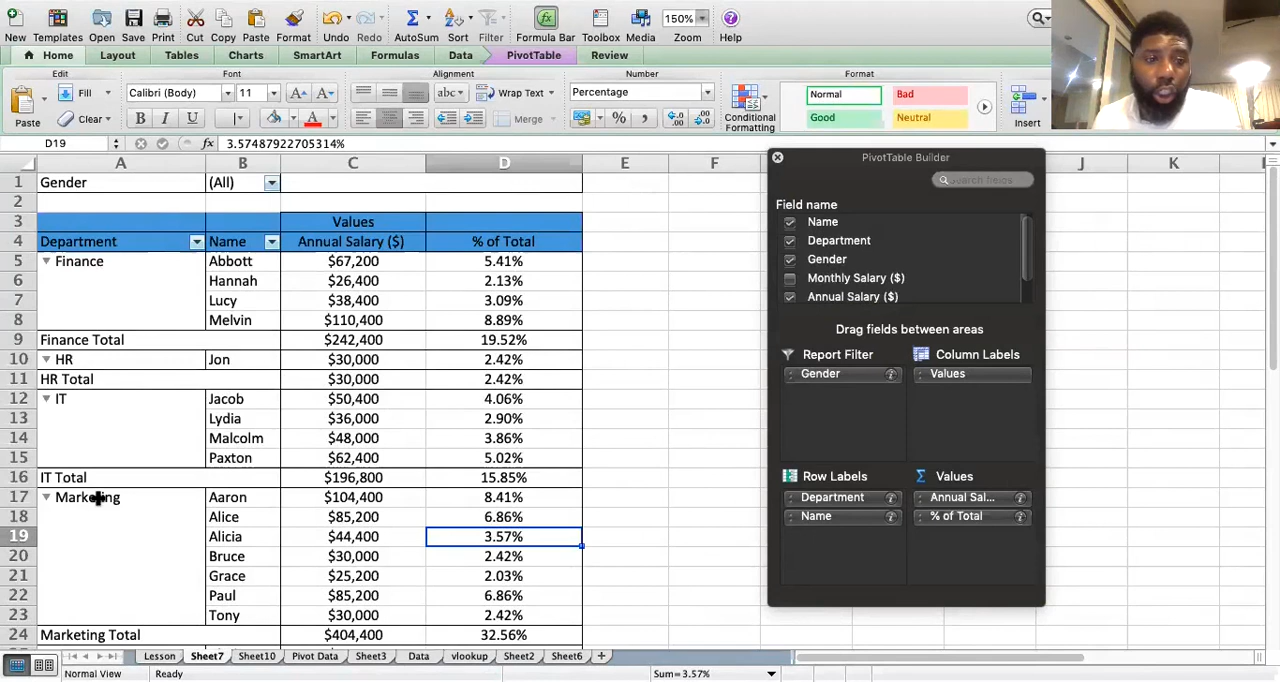 New Templates Open Save Print Cut Copy Paste Format Undo Redo AutoSum Sort Filter Formula Bar Toolbox Media 150% Zoom Help
Home Layout Tables Charts SmartArt Formulas Data PivotTable Review
Edit Font Alignment Number Format
Paste Fill Calibri (Body) 11 abc Wrap Text Percentage Normal Bad
Clear B I U A Merge % Conditional Formatting Good Neutral Insert
D19 fx 3.57487922705314%
A B C D E F J K
1 Gender (All)
2
3 Values
4 Department Name Annual Salary ($) % of Total
5 Finance Abbott $67,200 5.41%
6 Hannah $26,400 2.13%
7 Lucy $38,400 3.09%
8 Melvin $110,400 8.89%
9 Finance Total $242,400 19.52%
10 HR Jon $30,000 2.42%
11 HR Total $30,000 2.42%
12 IT Jacob $50,400 4.06%
13 Lydia $36,000 2.90%
14 Malcolm $48,000 3.86%
15 Paxton $62,400 5.02%
16 IT Total $196,800 15.85%
17 Marketing Aaron $104,400 8.41%
18 Alice $85,200 6.86%
19 Alicia $44,400 3.57%
20 Bruce $30,000 2.42%
21 Grace $25,200 2.03%
22 Paul $85,200 6.86%
23 Tony $30,000 2.42%
24 Marketing Total $404,400 32.56%
PivotTable Builder
Search fields
Field name
Name
Department
Gender
Monthly Salary ($)
Annual Salary ($)
Drag fields between areas
Report Filter Column Labels
Gender Values
Row Labels Values
Department Annual Sal...
Name % of Total
Lesson Sheet7 Sheet10 Pivot Data Sheet3 Data vlookup Sheet2 Sheet6
Normal View Ready Sum=3.57%